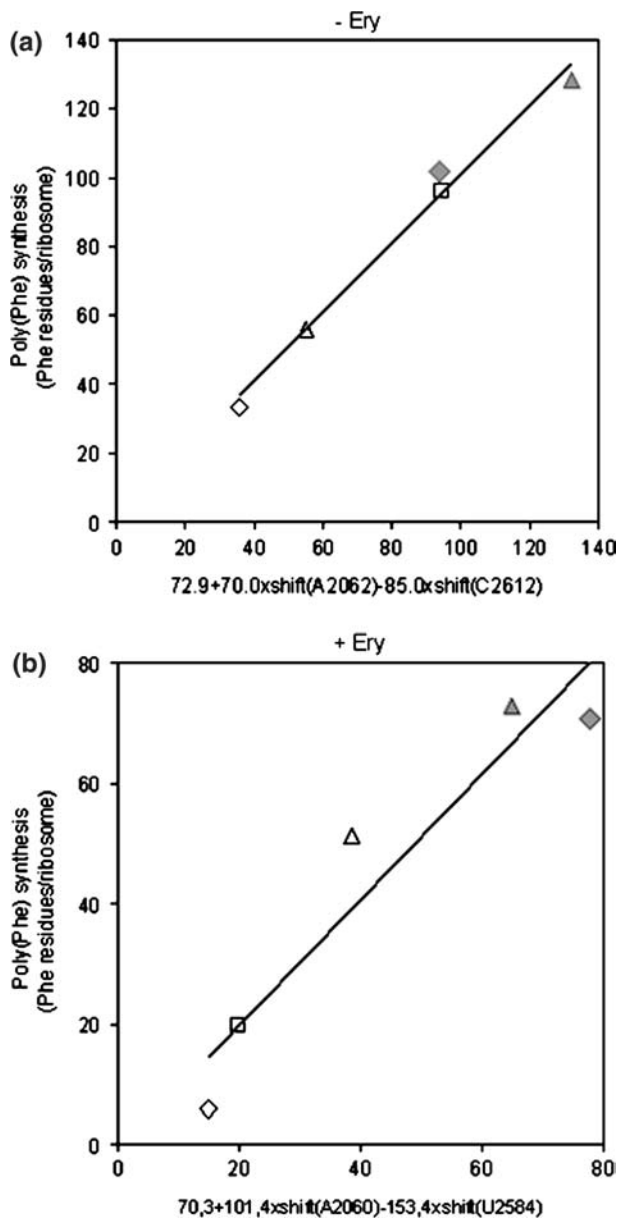 (a)
- Ery
Poly(Phe) synthesis
(Phe residues/ribosome)
140
120
100
80
60
40
20
0
0 20 40 60 80 100 120 140
72.9+70.0xshift(A2062)-85.0xshift(C2612)
(b)
+ Ery
Poly(Phe) synthesis
(Phe residues/ribosome)
80
60
40
20
0
0 20 40 60 80
70,3+101,4xshift(A2060)-153,4xshift(U2584)